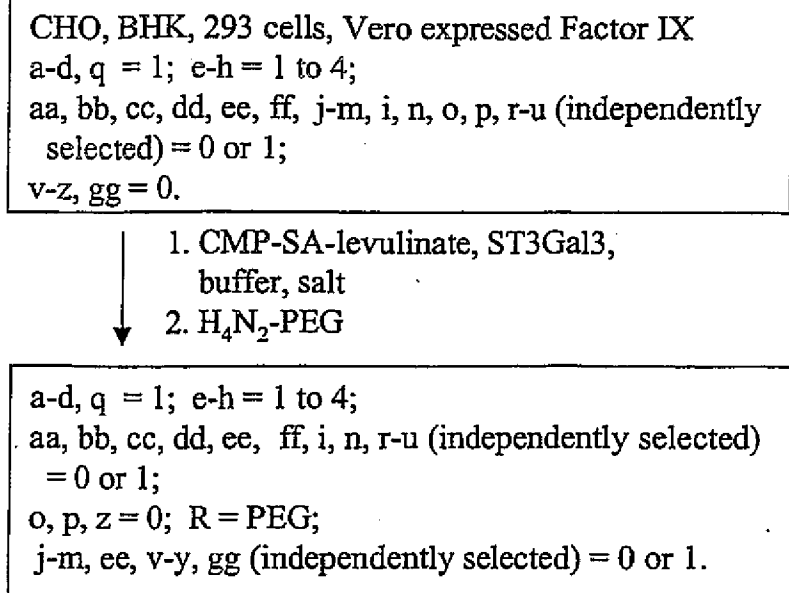 CHO, BHK, 293 cells, Vero expressed Factor IX
a-d, q = 1; e-h = 1 to 4;
aa, bb, cc, dd, ee, ff, j-m, i, n, o, p, r-u (independently
selected) = 0 or 1;
v-z, gg = 0.
1. CMP-SA-levulinate, ST3Gal3,
buffer, salt
2. H₄N₂-PEG
a-d, q = 1; e-h = 1 to 4;
aa, bb, cc, dd, ee, ff, i, n, r-u (independently selected)
= 0 or 1;
o, p, z = 0; R = PEG;
j-m, ee, v-y, gg (independently selected) = 0 or 1.